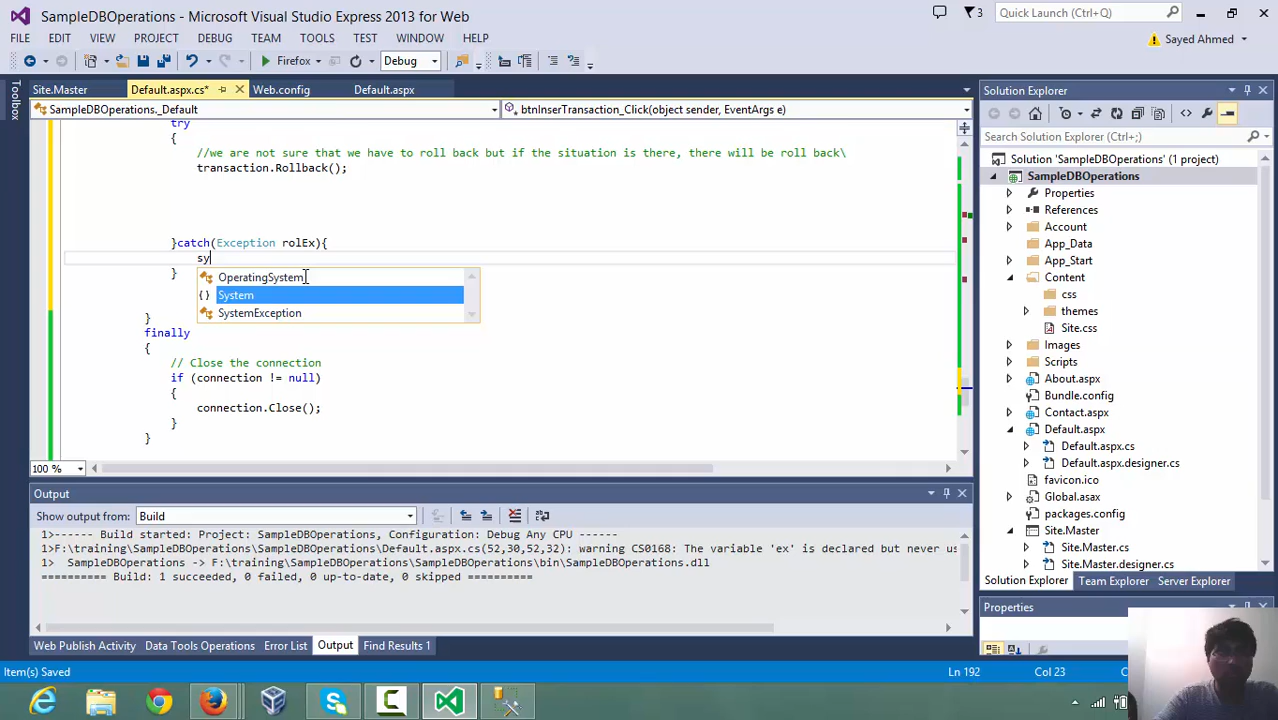 SampleDBOperations - Microsoft Visual Studio Express 2013 for Web
3
Quick Launch (Ctrl+Q)
FILE EDIT VIEW PROJECT DEBUG TEAM TOOLS TEST WINDOW HELP
Sayed Ahmed
Firefox Debug
Toolbox
Site.Master Default.aspx.cs* Web.config Default.aspx
SampleDBOperations._Default btnInserTransaction_Click(object sender, EventArgs e)
try
{
//we are not sure that we have to roll back but if the situation is there, there will be roll back\
transaction.Rollback();
}catch(Exception rolEx){
sy
}
OperatingSystem
{} System
SystemException
}
finally
{
// Close the connection
if (connection != null)
{
connection.Close();
}
}
100 %
Output
Show output from: Build
1>------ Build started: Project: SampleDBOperations, Configuration: Debug Any CPU ------
1>F:\training\SampleDBOperations\SampleDBOperations\Default.aspx.cs(52,30,52,32): warning CS0168: The variable 'ex' is declared but never us
1> SampleDBOperations -> F:\training\SampleDBOperations\SampleDBOperations\bin\SampleDBOperations.dll
========== Build: 1 succeeded, 0 failed, 0 up-to-date, 0 skipped ==========
Web Publish Activity Data Tools Operations Error List Output Find Results 1
Solution Explorer
Search Solution Explorer (Ctrl+;)
Solution 'SampleDBOperations' (1 project)
SampleDBOperations
Properties
References
Account
App_Data
App_Start
Content
css
themes
Site.css
Images
Scripts
About.aspx
Bundle.config
Contact.aspx
Default.aspx
Default.aspx.cs
Default.aspx.designer.cs
favicon.ico
Global.asax
packages.config
Site.Master
Site.Master.cs
Site.Master.designer.cs
Solution Explorer Team Explorer Server Explorer
Properties
Item(s) Saved Ln 192 Col 23